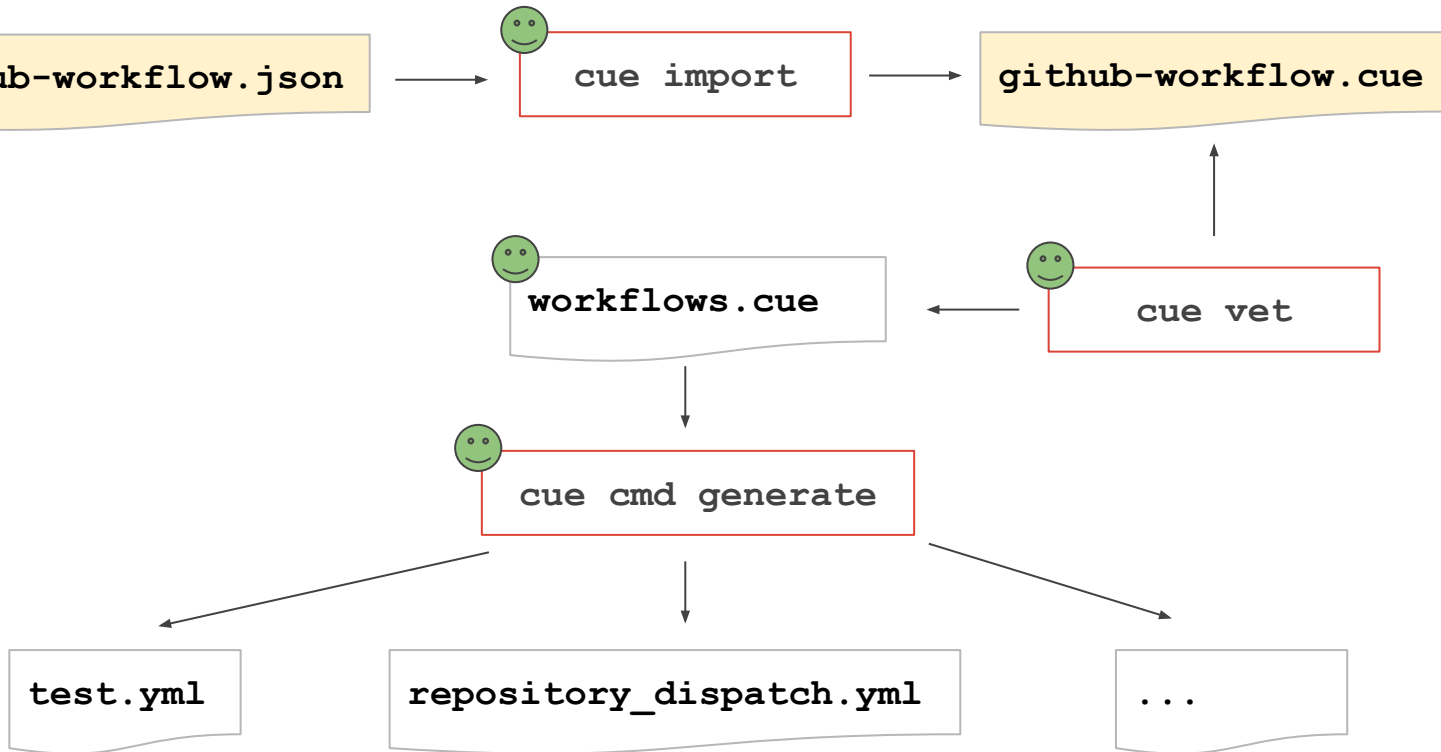 ub-workflow.json
cue import
github-workflow.cue
workflows.cue
cue vet
cue cmd generate
test.yml
repository_dispatch.yml
...